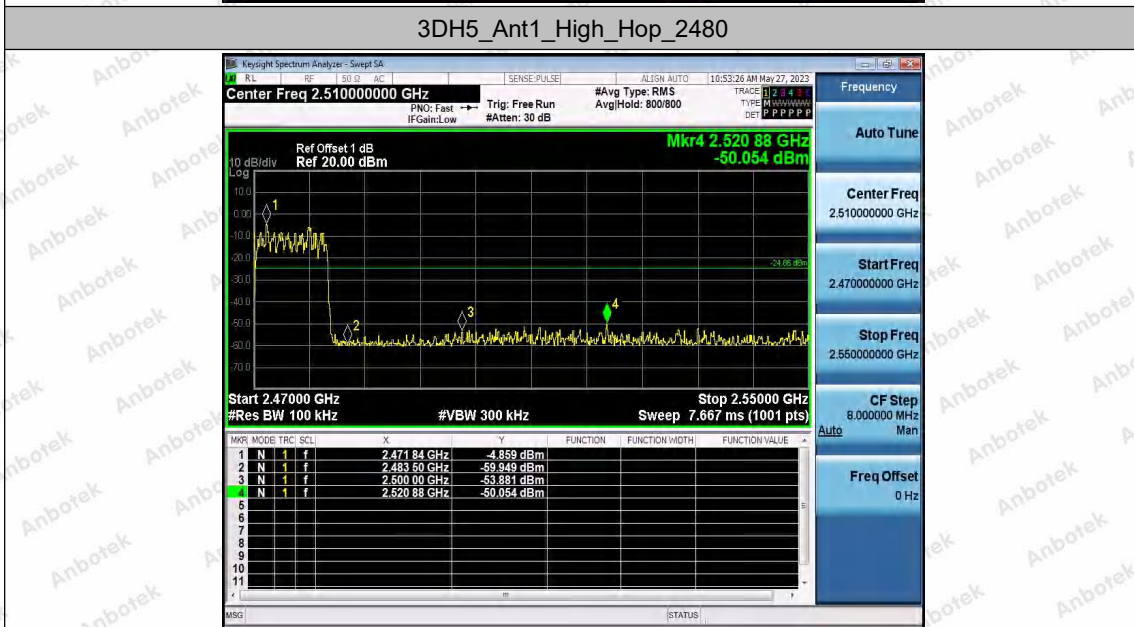 3DH5_Ant1_High_Hop_2480
Keysight Spectrum Analyzer - Swept SA
RL RF 50 Ω AC SENSE:PULSE ALIGN AUTO 10:53:26 AM May 27, 2023
Center Freq 2.510000000 GHz
PNO: Fast
IFGain:Low
Trig: Free Run
#Atten: 30 dB
#Avg Type: RMS
Avg|Hold: 800/800
TRACE 1 2 3 4 5 6
TYPE M W W W W W
DET P P P P P P
Ref Offset 1 dB
10 dB/div Ref 20.00 dBm
Log
Mkr4 2.520 88 GHz
-50.054 dBm
10.0
0.00
-10.0
-20.0
-30.0
-40.0
-50.0
-60.0
-70.0
-24.86 dBm
1
2
3
4
Start 2.47000 GHz Stop 2.55000 GHz
#Res BW 100 kHz #VBW 300 kHz Sweep 7.667 ms (1001 pts)
MKR MODE TRC SCL X Y FUNCTION FUNCTION WIDTH FUNCTION VALUE
1 N 1 f 2.471 84 GHz -4.859 dBm
2 N 1 f 2.483 50 GHz -59.949 dBm
3 N 1 f 2.500 00 GHz -53.881 dBm
4 N 1 f 2.520 88 GHz -50.054 dBm
5
6
7
8
9
10
11
MSG STATUS
Frequency
Auto Tune
Center Freq
2.510000000 GHz
Start Freq
2.470000000 GHz
Stop Freq
2.550000000 GHz
CF Step
8.000000 MHz
Auto Man
Freq Offset
0 Hz
Anbotek